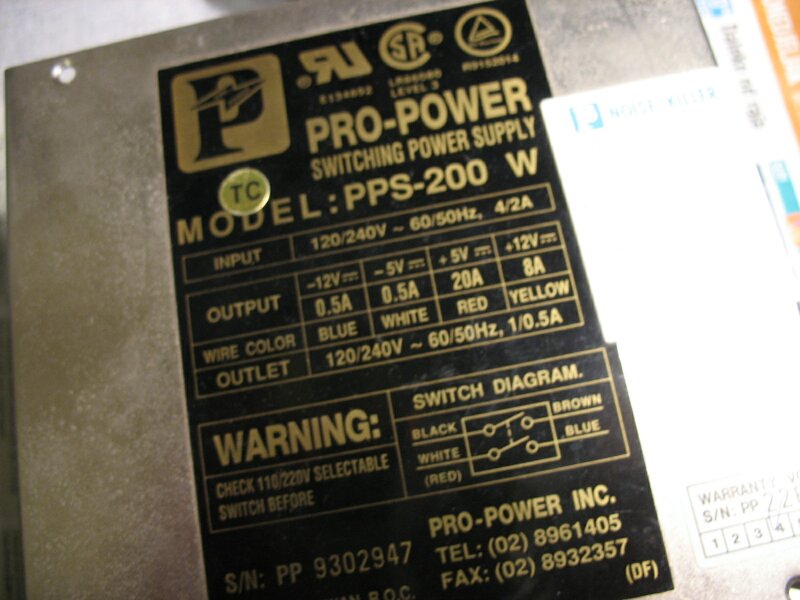 E134692
LR66080
LEVEL 3
R9152014
PRO-POWER
SWITCHING POWER SUPPLY
TC
MODEL: PPS-200 W
INPUT 120/240V ~ 60/50Hz, 4/2A
OUTPUT -12V -5V +5V +12V
0.5A 0.5A 20A 8A
WIRE COLOR BLUE WHITE RED YELLOW
OUTLET 120/240V ~ 60/50Hz, 1/0.5A
WARNING:
CHECK 110/220V SELECTABLE
SWITCH BEFORE
SWITCH DIAGRAM.
BLACK BROWN
WHITE BLUE
(RED)
PRO-POWER INC.
TEL: (02) 8961405
FAX: (02) 8932357
S/N: PP 9302947
(DF)
R.O.C.
P NOISE KILLER
WARRANTY
S/N: PP 22
1 2 3 4